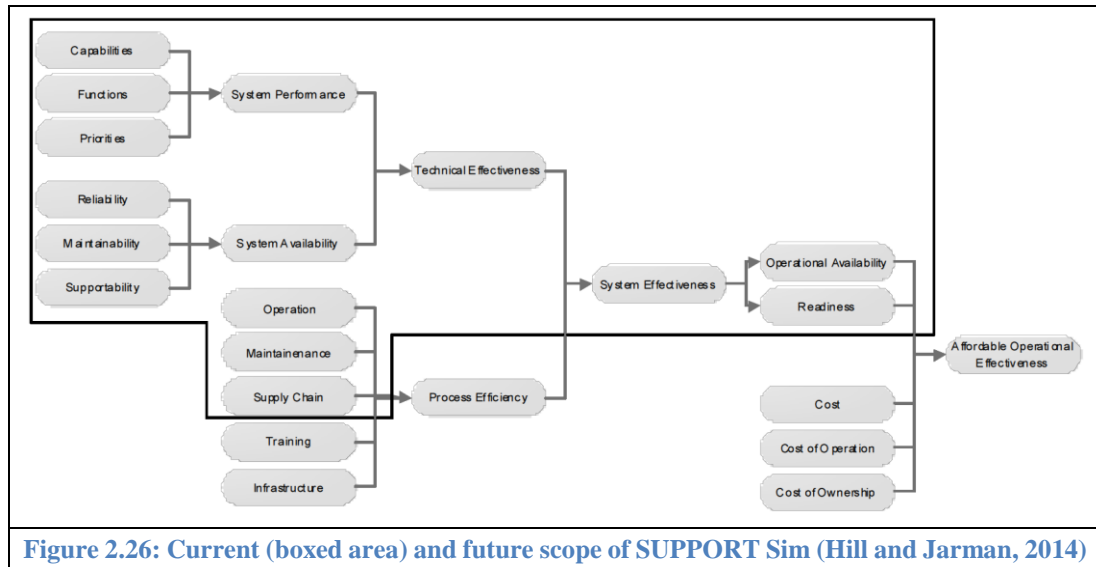 Capabilities
Functions
Priorities
System Performance
Technical Effectiveness
Reliability
Maintainability
Supportability
System Availability
Operation
Maintainenance
Supply Chain
Training
Infrastructure
Process Efficiency
System Effectiveness
Operational Availability
Readiness
Affordable Operational
Effectiveness
Cost
Cost of Operation
Cost of Ownership
Figure 2.26: Current (boxed area) and future scope of SUPPORT Sim (Hill and Jarman, 2014)